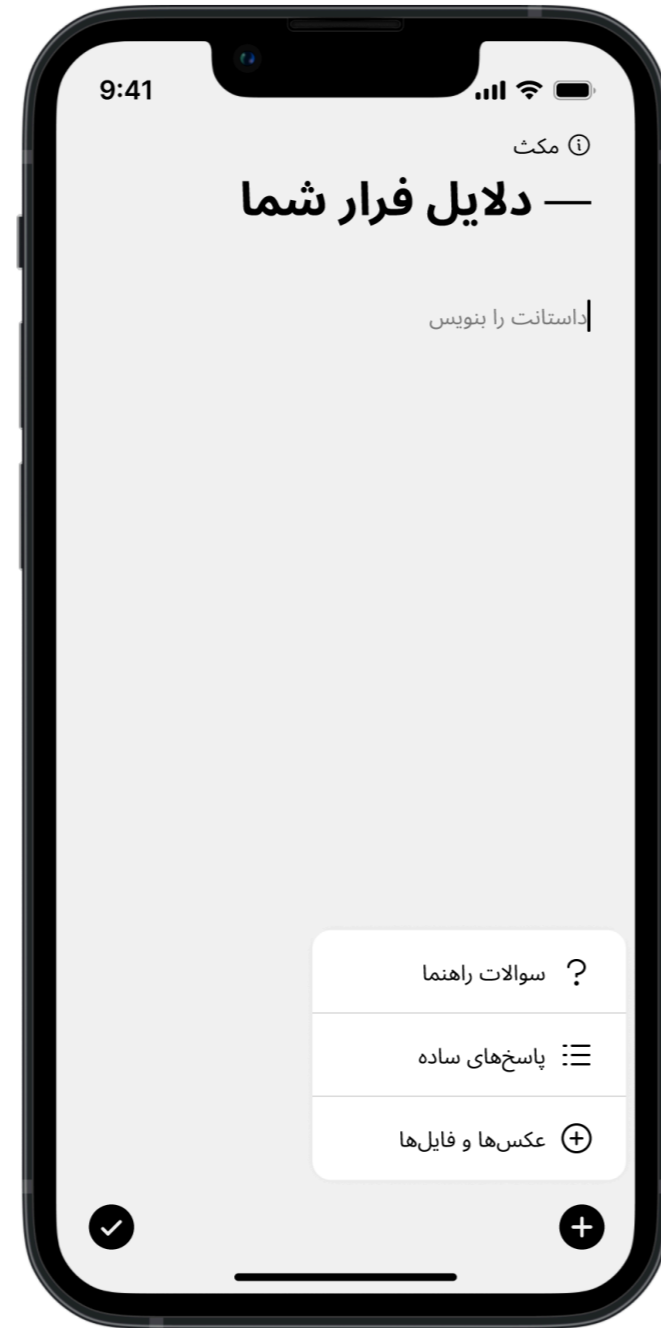 9:41
مکث
— دلایل فرار شما
داستانت را بنویس
? سوالات راهنما
پاسخ‌های ساده
عکس‌ها و فایل‌ها